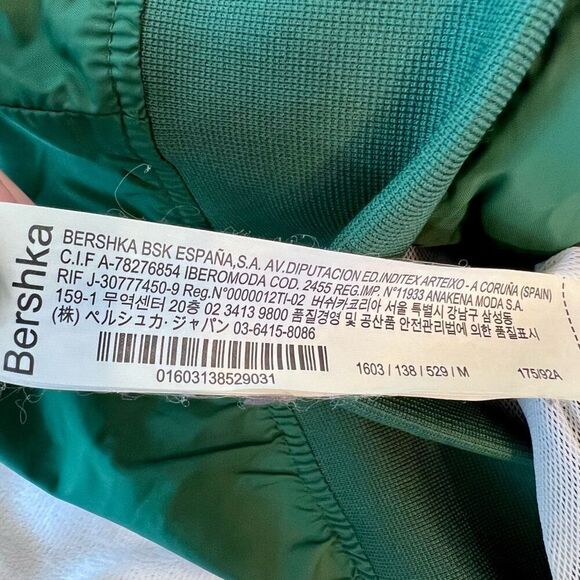 Bershka
BERSHKA BSK ESPAÑA,S.A. AV.DIPUTACION ED.INDITEX ARTEIXO - A CORUÑA (SPAIN)
C.I.F A-78276854 IBEROMODA COD. 2455 REG.IMP. Nº11933 ANAKENA MODA S.A.
RIF J-30777450-9 Reg.N°0000012TI-02 버쉬카코리아 서울 특별시 강남구 삼성동
159-1 무역센터 20층 02 3413 9800 품질경영 및 공산품 안전관리법에 의한 품질표시
(株) ペルシュカ・ジャパン 03-6415-8086
01603138529031
1603 / 138 / 529 / M
175/92A